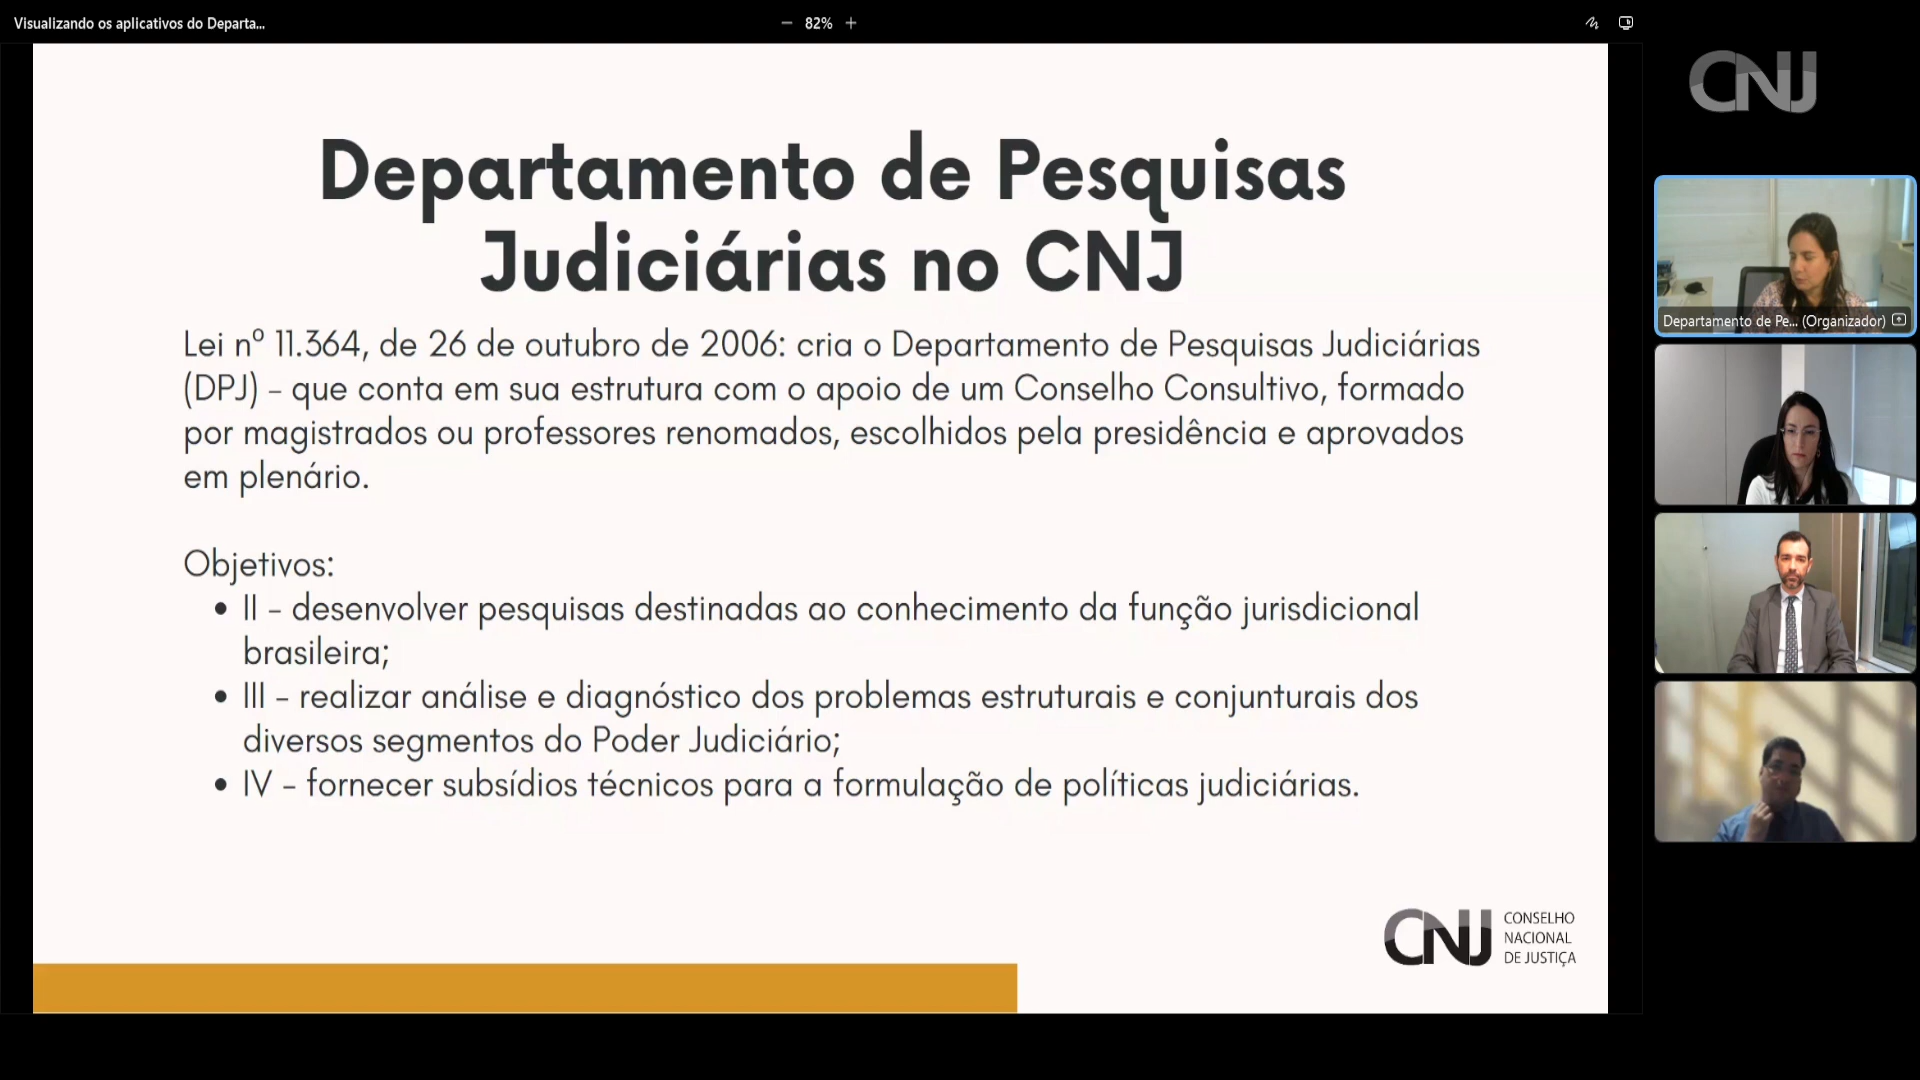 Visualizando os aplicativos do Departa...
82%
CNJ
Departamento de Pesquisas
Judiciárias no CNJ
Lei nº 11.364, de 26 de outubro de 2006: cria o Departamento de Pesquisas Judiciárias
(DPJ) – que conta em sua estrutura com o apoio de um Conselho Consultivo, formado
por magistrados ou professores renomados, escolhidos pela presidência e aprovados
em plenário.
Objetivos:
• II – desenvolver pesquisas destinadas ao conhecimento da função jurisdicional
brasileira;
• III – realizar análise e diagnóstico dos problemas estruturais e conjunturais dos
diversos segmentos do Poder Judiciário;
• IV – fornecer subsídios técnicos para a formulação de políticas judiciárias.
CNJ
CONSELHO
NACIONAL
DE JUSTIÇA
Departamento de Pe... (Organizador)